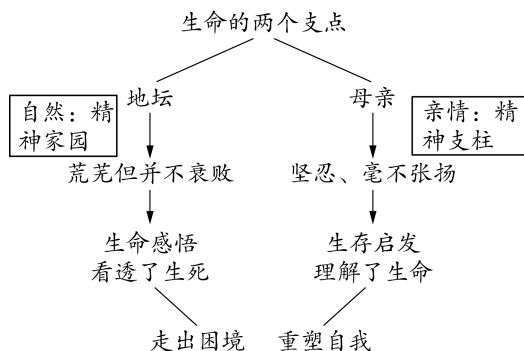 生命的两个支点
地坛
母亲
自然：精
神家园
亲情：精
神支柱
荒芜但并不衰败
坚忍、毫不张扬
生命感悟
看透了生死
生存启发
理解了生命
走出困境
重塑自我